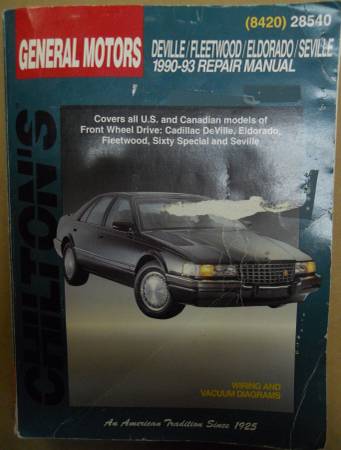 (8420) 28540
GENERAL MOTORS
DEVILLE/FLEETWOOD/ELDORADO/SEVILLE
1990-93 REPAIR MANUAL
Covers all U.S. and Canadian models of
Front Wheel Drive: Cadillac DeVille, Eldorado,
Fleetwood, Sixty Special and Seville
CHILTON'S
WIRING AND
VACUUM DIAGRAMS
An American Tradition Since 1925